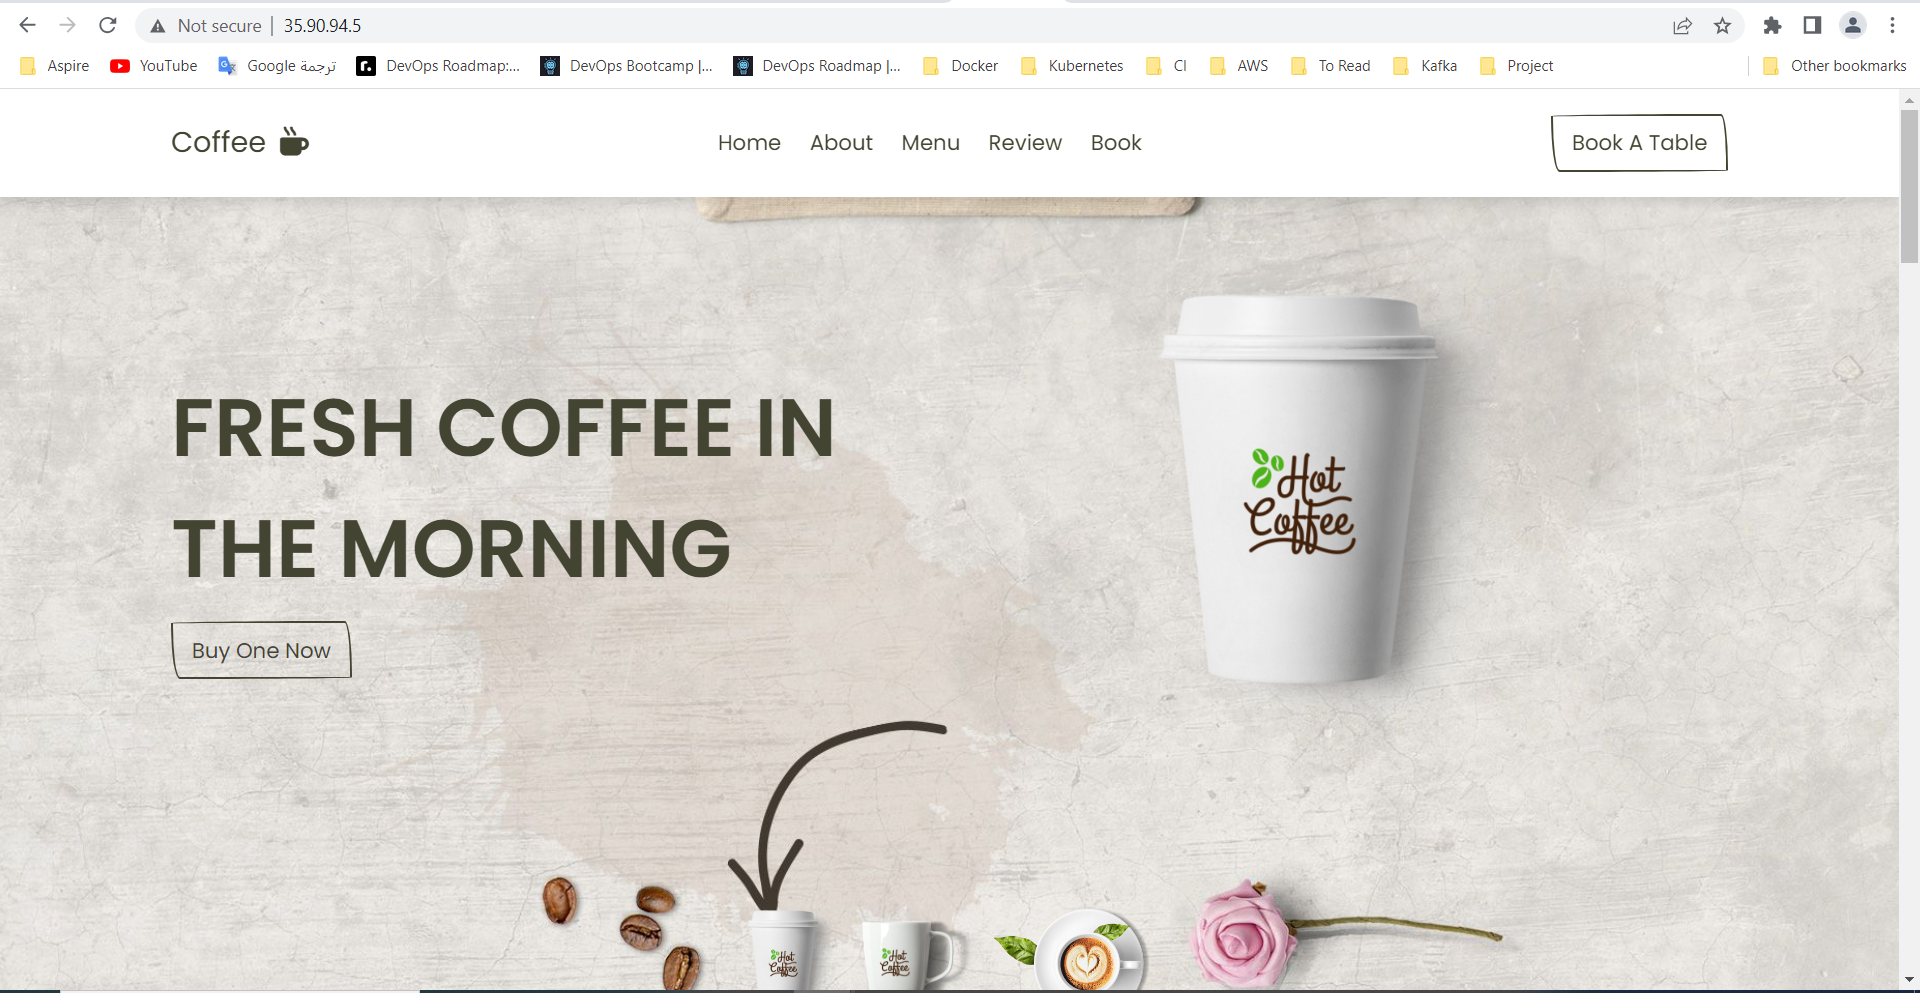 Not secure | 35.90.94.5
Aspire YouTube Google ترجمة DevOps Roadmap:... DevOps Bootcamp |... DevOps Roadmap |... Docker Kubernetes CI AWS To Read Kafka Project Other bookmarks
Coffee Home About Menu Review Book Book A Table
FRESH COFFEE IN
THE MORNING
Buy One Now
Hot
Coffee
Hot
Coffee
Hot
Coffee